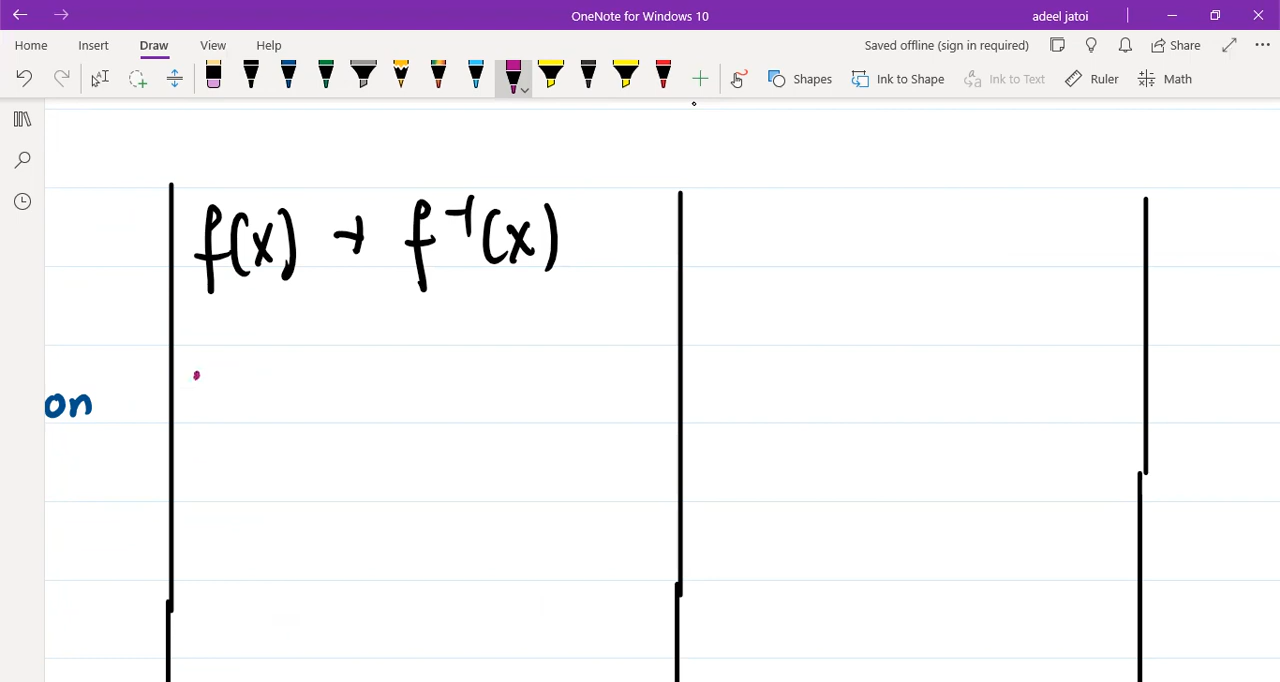 OneNote for Windows 10
adeel jatoi
Home Insert Draw View Help
Saved offline (sign in required)
Share
Shapes Ink to Shape Ink to Text Ruler Math
f(x) + f⁻¹(x)
on